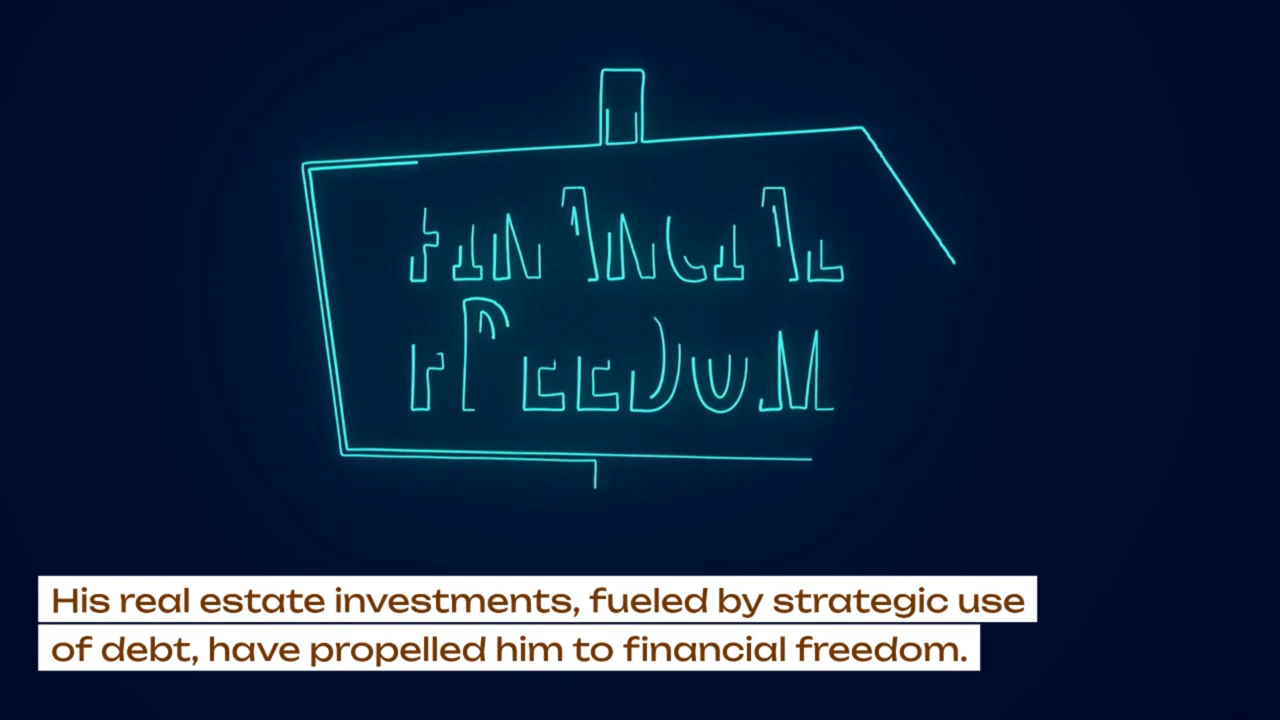 FINANCIAL
FREEDOM
His real estate investments, fueled by strategic use
of debt, have propelled him to financial freedom.